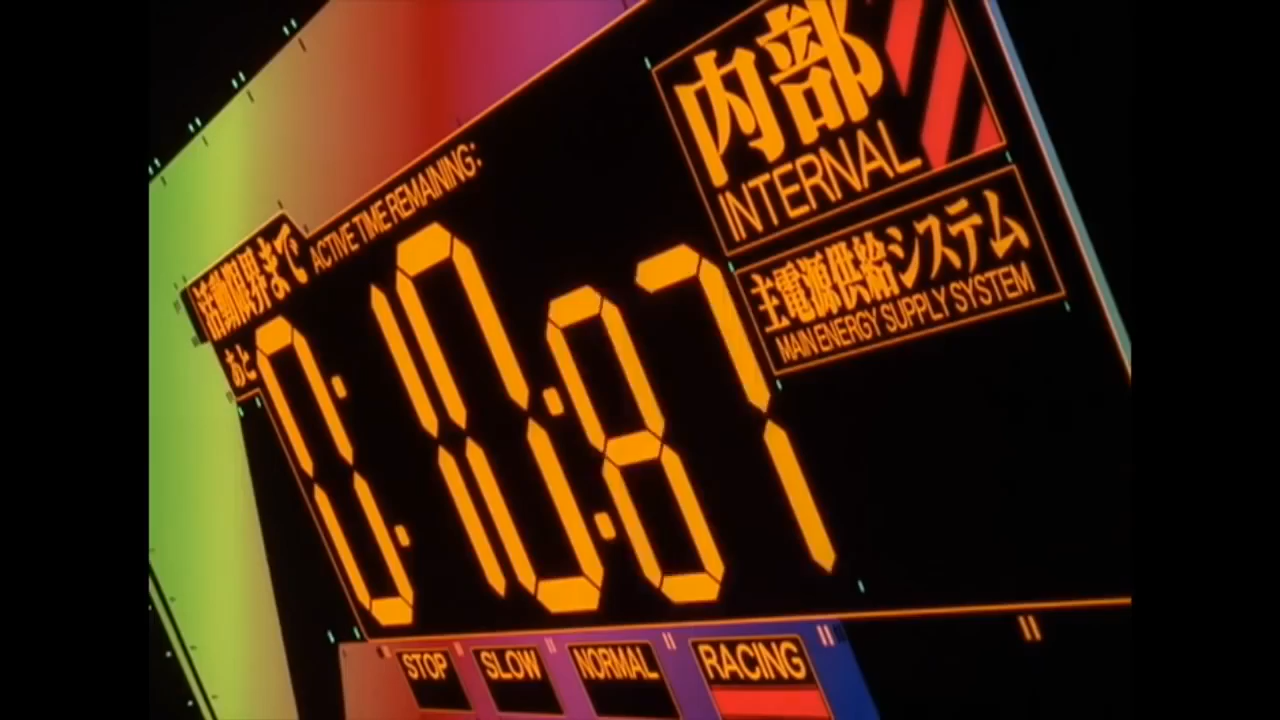 内部
INTERNAL
主電源供給システム
MAIN ENERGY SUPPLY SYSTEM
活動限界まで
ACTIVE TIME REMAINING:
あと
0:10:87
STOP
SLOW
NORMAL
RACING